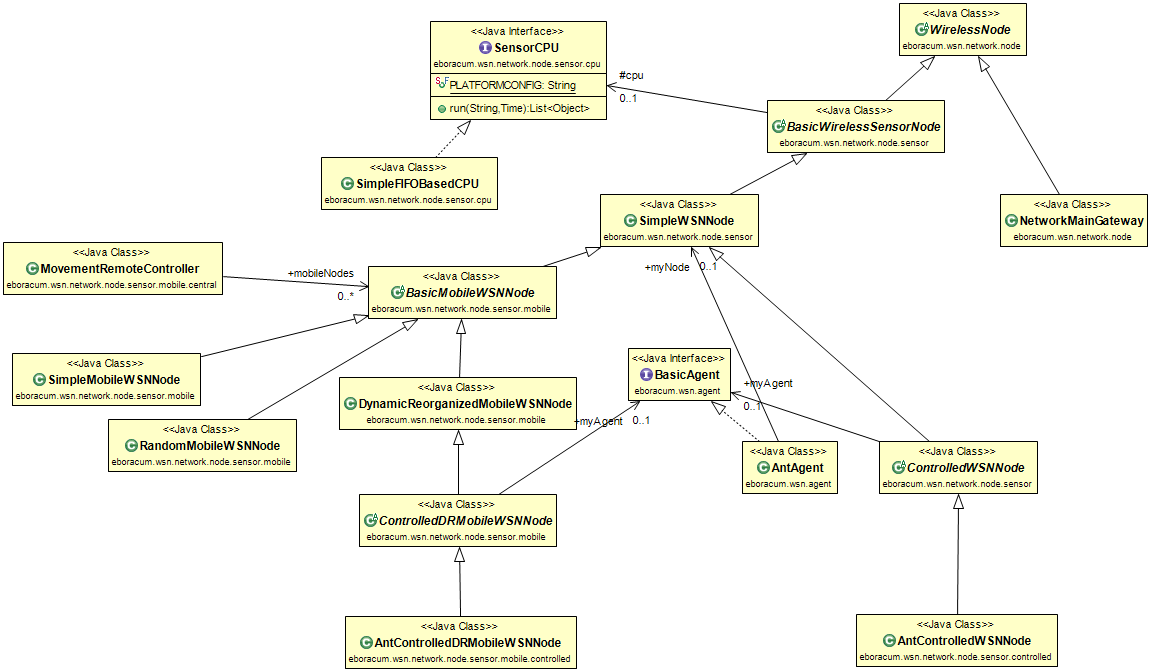 <<Java Class>>
WirelessNode
eboracum.wsn.network.node
<<Java Interface>>
SensorCPU
eboracum.wsn.network.node.sensor.cpu
PLATFORMCONFIG: String
run(String,Time):List<Object>
#cpu
0..1
<<Java Class>>
BasicWirelessSensorNode
eboracum.wsn.network.node.sensor
<<Java Class>>
SimpleFIFOBasedCPU
eboracum.wsn.network.node.sensor.cpu
<<Java Class>>
SimpleWSNNode
eboracum.wsn.network.node.sensor
<<Java Class>>
NetworkMainGateway
eboracum.wsn.network.node
<<Java Class>>
MovementRemoteController
eboracum.wsn.network.node.sensor.mobile.central
+mobileNodes
0..*
<<Java Class>>
BasicMobileWSNNode
eboracum.wsn.network.node.sensor.mobile
+myNode
0..1
<<Java Class>>
SimpleMobileWSNNode
eboracum.wsn.network.node.sensor.mobile
<<Java Class>>
RandomMobileWSNNode
eboracum.wsn.network.node.sensor.mobile
<<Java Class>>
DynamicReorganizedMobileWSNNode
eboracum.wsn.network.node.sensor.mobile
<<Java Interface>>
BasicAgent
eboracum.wsn.agent
+myAgent
0..1
+myAgent
0..1
<<Java Class>>
AntAgent
eboracum.wsn.agent
<<Java Class>>
ControlledWSNNode
eboracum.wsn.network.node.sensor
<<Java Class>>
ControlledDRMobileWSNNode
eboracum.wsn.network.node.sensor.mobile
<<Java Class>>
AntControlledDRMobileWSNNode
eboracum.wsn.network.node.sensor.mobile.controlled
<<Java Class>>
AntControlledWSNNode
eboracum.wsn.network.node.sensor.controlled